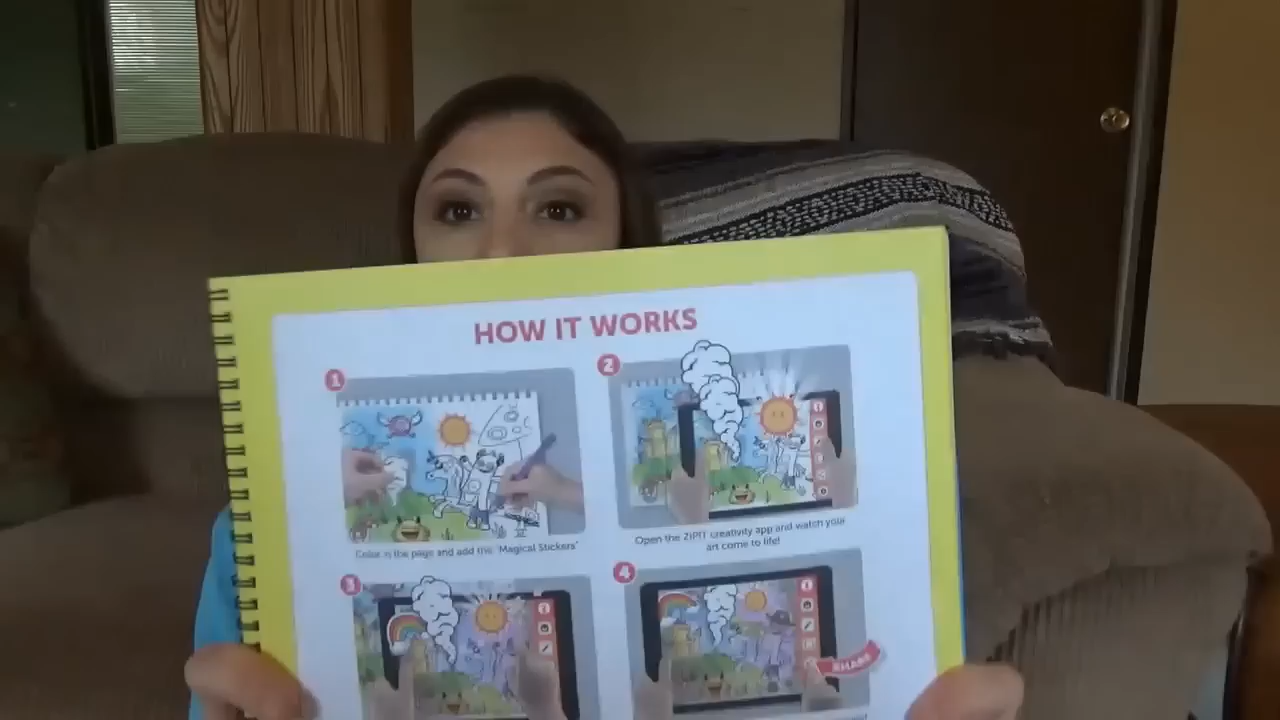 HOW IT WORKS
1
2
Color in the page and add the 'Magical Stickers'
Open the ZIPIT creativity app and watch your
art come to life!
3
4
SHARE